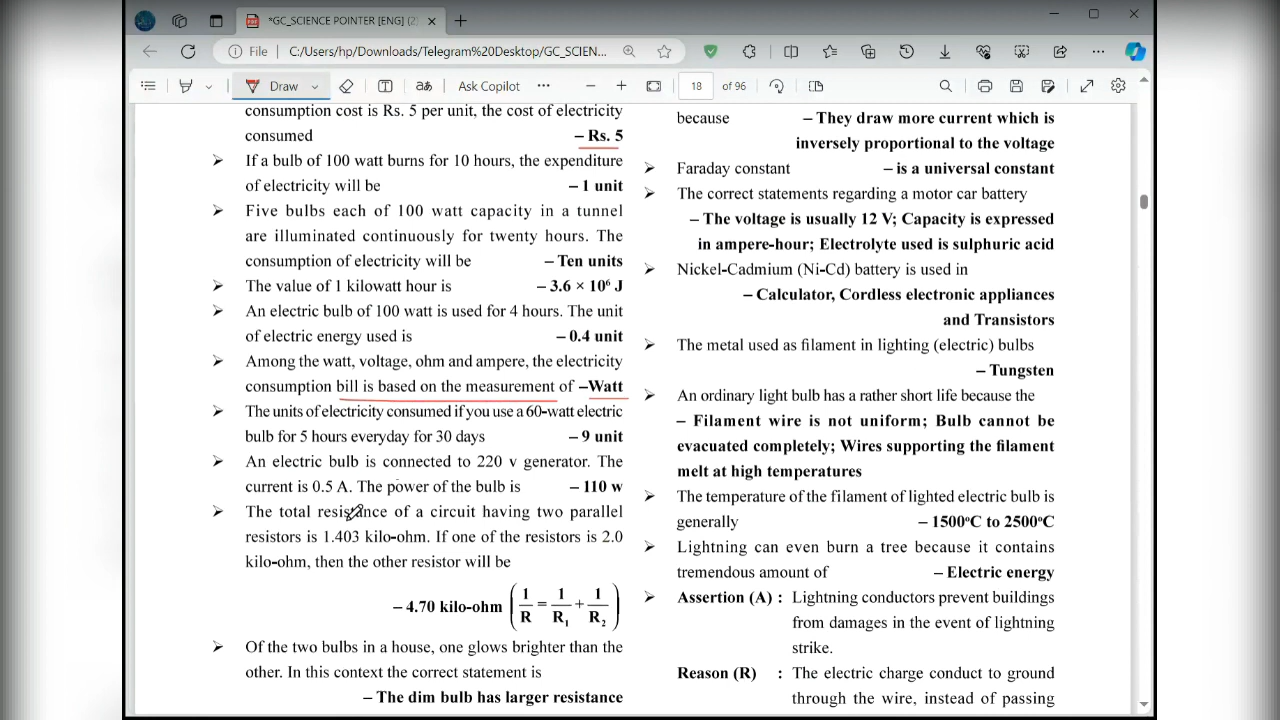 *GC_SCIENCE POINTER [ENG] (2)
File C:/Users/hp/Downloads/Telegram%20Desktop/GC_SCIEN...
Draw aあ Ask Copilot ... 18 of 96
consumption cost is Rs. 5 per unit, the cost of electricity
consumed – Rs. 5
➢ If a bulb of 100 watt burns for 10 hours, the expenditure
of electricity will be – 1 unit
➢ Five bulbs each of 100 watt capacity in a tunnel
are illuminated continuously for twenty hours. The
consumption of electricity will be – Ten units
➢ The value of 1 kilowatt hour is – 3.6 × 10⁶ J
➢ An electric bulb of 100 watt is used for 4 hours. The unit
of electric energy used is – 0.4 unit
➢ Among the watt, voltage, ohm and ampere, the electricity
consumption bill is based on the measurement of –Watt
➢ The units of electricity consumed if you use a 60-watt electric
bulb for 5 hours everyday for 30 days – 9 unit
➢ An electric bulb is connected to 220 v generator. The
current is 0.5 A. The power of the bulb is – 110 w
➢ The total resistance of a circuit having two parallel
resistors is 1.403 kilo-ohm. If one of the resistors is 2.0
kilo-ohm, then the other resistor will be
– 4.70 kilo-ohm (1/R = 1/R₁ + 1/R₂)
➢ Of the two bulbs in a house, one glows brighter than the
other. In this context the correct statement is
– The dim bulb has larger resistance
because – They draw more current which is
inversely proportional to the voltage
➢ Faraday constant – is a universal constant
➢ The correct statements regarding a motor car battery
– The voltage is usually 12 V; Capacity is expressed
in ampere-hour; Electrolyte used is sulphuric acid
➢ Nickel-Cadmium (Ni-Cd) battery is used in
– Calculator, Cordless electronic appliances
and Transistors
➢ The metal used as filament in lighting (electric) bulbs
– Tungsten
➢ An ordinary light bulb has a rather short life because the
– Filament wire is not uniform; Bulb cannot be
evacuated completely; Wires supporting the filament
melt at high temperatures
➢ The temperature of the filament of lighted electric bulb is
generally – 1500°C to 2500°C
➢ Lightning can even burn a tree because it contains
tremendous amount of – Electric energy
➢ Assertion (A) : Lightning conductors prevent buildings
from damages in the event of lightning
strike.
Reason (R) : The electric charge conduct to ground
through the wire, instead of passing